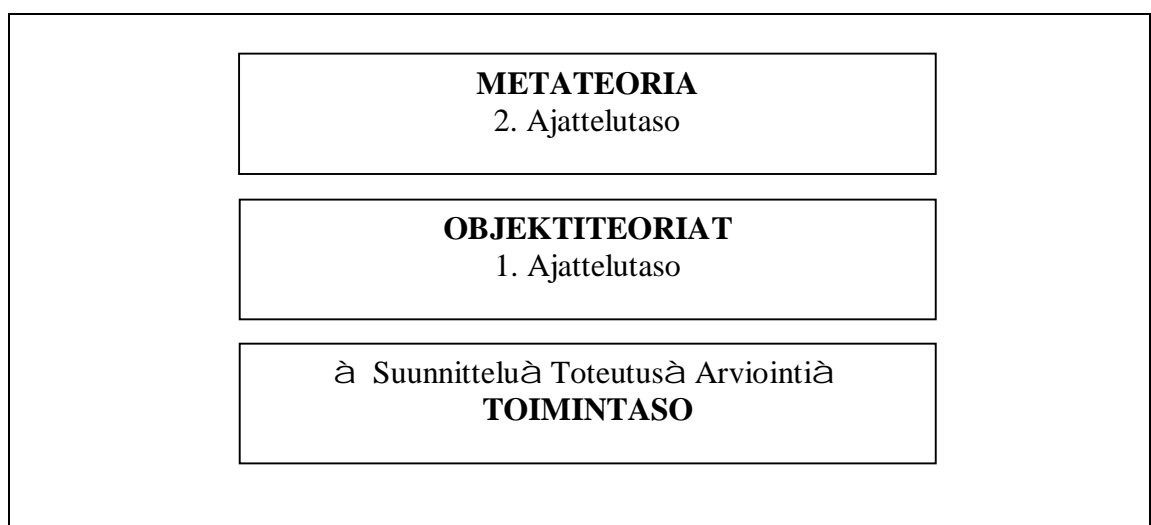 METATEORIA
2. Ajattelutaso
OBJEKTITEORIAT
1. Ajattelutaso
à Suunnitteluà Toteutusà Arviointià
TOIMINTASO